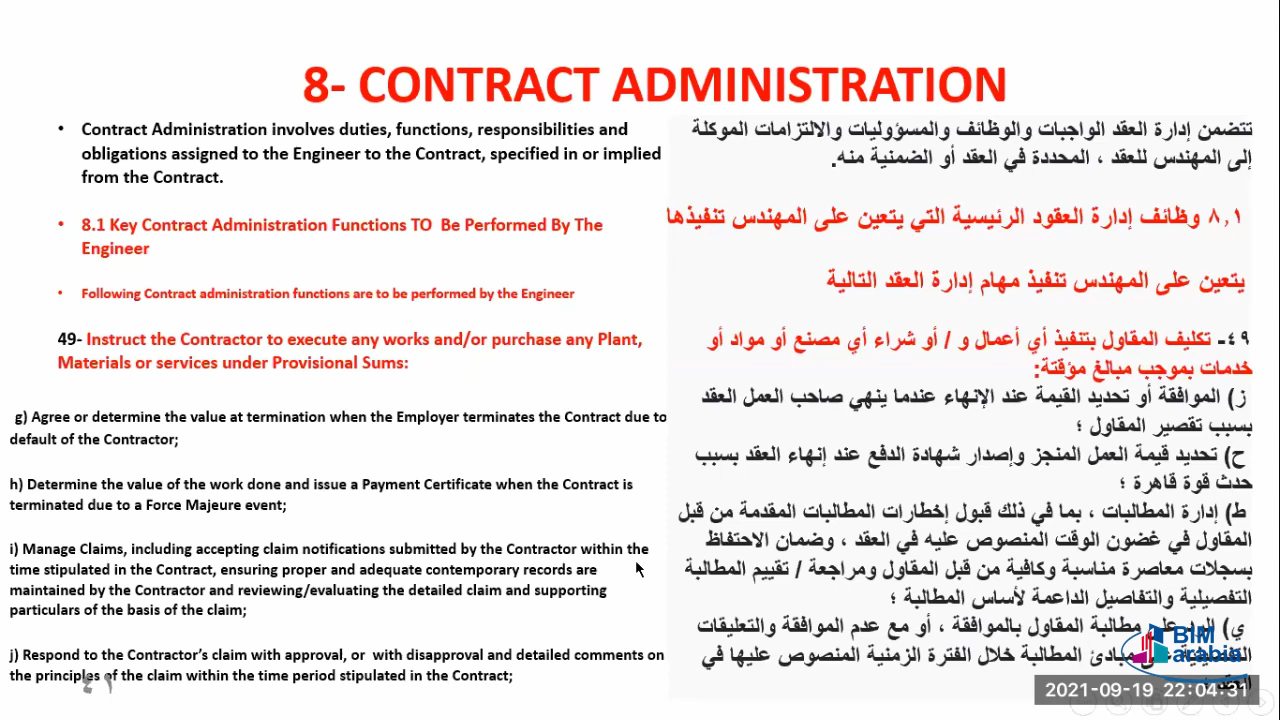 8- CONTRACT ADMINISTRATION
• Contract Administration involves duties, functions, responsibilities and
obligations assigned to the Engineer to the Contract, specified in or implied
from the Contract.
• 8.1 Key Contract Administration Functions TO Be Performed By The
Engineer
• Following Contract administration functions are to be performed by the Engineer
49- Instruct the Contractor to execute any works and/or purchase any Plant,
Materials or services under Provisional Sums:
g) Agree or determine the value at termination when the Employer terminates the Contract due to
default of the Contractor;
h) Determine the value of the work done and issue a Payment Certificate when the Contract is
terminated due to a Force Majeure event;
i) Manage Claims, including accepting claim notifications submitted by the Contractor within the
time stipulated in the Contract, ensuring proper and adequate contemporary records are
maintained by the Contractor and reviewing/evaluating the detailed claim and supporting
particulars of the basis of the claim;
j) Respond to the Contractor's claim with approval, or with disapproval and detailed comments on
the principles of the claim within the time period stipulated in the Contract;
تتضمن إدارة العقد الواجبات والوظائف والمسؤوليات والالتزامات الموكلة
إلى المهندس للعقد ، المحددة في العقد أو الضمنية منه.
٨,١ وظائف إدارة العقود الرئيسية التي يتعين على المهندس تنفيذها
يتعين على المهندس تنفيذ مهام إدارة العقد التالية
٤٩- تكليف المقاول بتنفيذ أي أعمال و / أو شراء أي مصنع أو مواد أو
خدمات بموجب مبالغ مؤقتة:
ز) الموافقة أو تحديد القيمة عند الإنهاء عندما ينهي صاحب العمل العقد
بسبب تقصير المقاول ؛
ح) تحديد قيمة العمل المنجز وإصدار شهادة الدفع عند إنهاء العقد بسبب
حدث قوة قاهرة ؛
ط) إدارة المطالبات ، بما في ذلك قبول إخطارات المطالبات المقدمة من قبل
المقاول في غضون الوقت المنصوص عليه في العقد ، وضمان الاحتفاظ
بسجلات معاصرة مناسبة وكافية من قبل المقاول ومراجعة / تقييم المطالبة
التفصيلية والتفاصيل الداعمة لأساس المطالبة ؛
ي) الرد على مطالبة المقاول بالموافقة ، أو مع عدم الموافقة والتعليقات
مبادئ المطالبة خلال الفترة الزمنية المنصوص عليها في
BIM
arabia
٤١
2021-09-19 22:04:31